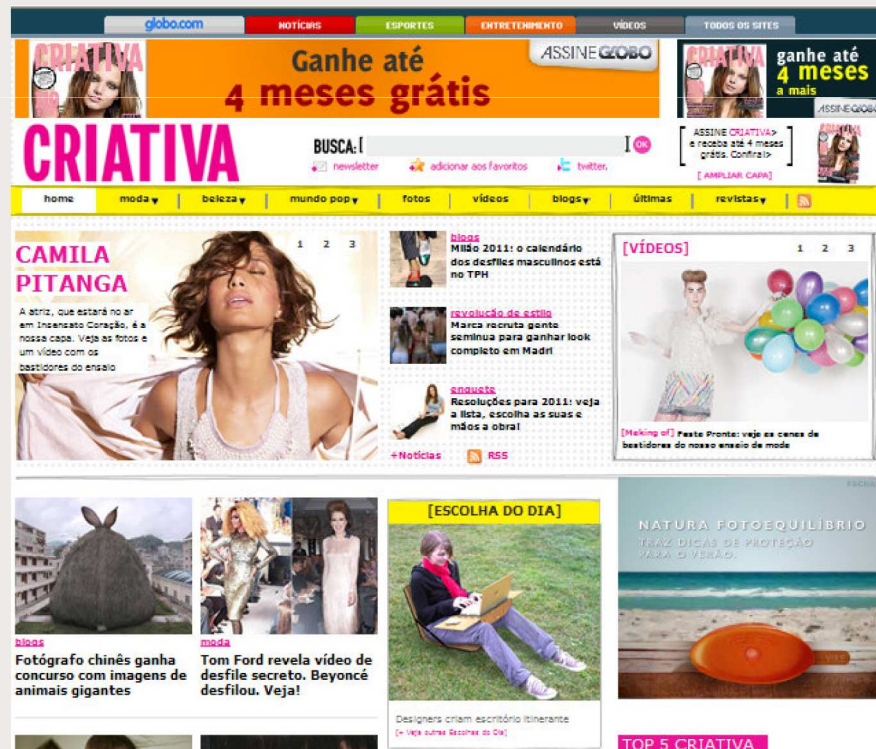 globo.com NOTÍCIAS ESPORTES ENTRETENIMENTO VÍDEOS TODOS OS SITES
CRIATIVA
Ganhe até
4 meses grátis
ASSINE GLOBO
CRIATIVA
ganhe até
4 meses
a mais
ASSINE GLOBO
CRIATIVA
BUSCA: [ ] OK
newsletter adicionar aos favoritos twitter.
ASSINE CRIATIVA>
e receba até 4 meses
grátis. Confira!>
[ AMPLIAR CAPA]
home moda beleza mundo pop fotos vídeos blogs últimas revistas
CAMILA
PITANGA
1 2 3
A atriz, que estará no ar
em Insensato Coração, é a
nossa capa. Veja as fotos e
um vídeo com os
bastidores do ensaio
blogs
Milão 2011: o calendário
dos desfiles masculinos está
no TPH
revolução de estilo
Marca recruta gente
seminua para ganhar look
completo em Madri
enquete
Resoluções para 2011: veja
a lista, escolha as suas e
mãos a obra!
+Notícias RSS
[VÍDEOS] 1 2 3
[Making of] Festa Pronta: veja as cenas de
bastidores do nosso ensaio de moda
blogs
Fotógrafo chinês ganha
concurso com imagens de
animais gigantes
moda
Tom Ford revela vídeo de
desfile secreto. Beyoncé
desfilou. Veja!
[ESCOLHA DO DIA]
Designers criam escritório itinerante
[+ Veja outras Escolhas do Dia]
NATURA FOTOEQUILÍBRIO
TRAZ DICAS DE PROTEÇÃO
PARA O VERÃO.
TOP 5 CRIATIVA